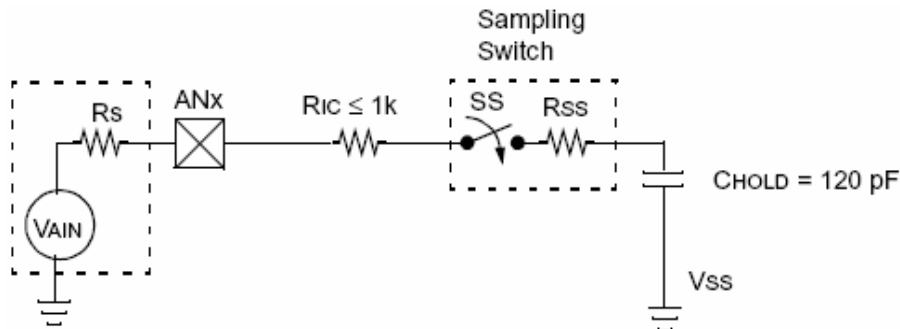 Sampling
Switch
Rs
ANx
RIC ≤ 1k
SS
RSS
VAIN
CHOLD = 120 pF
VSS